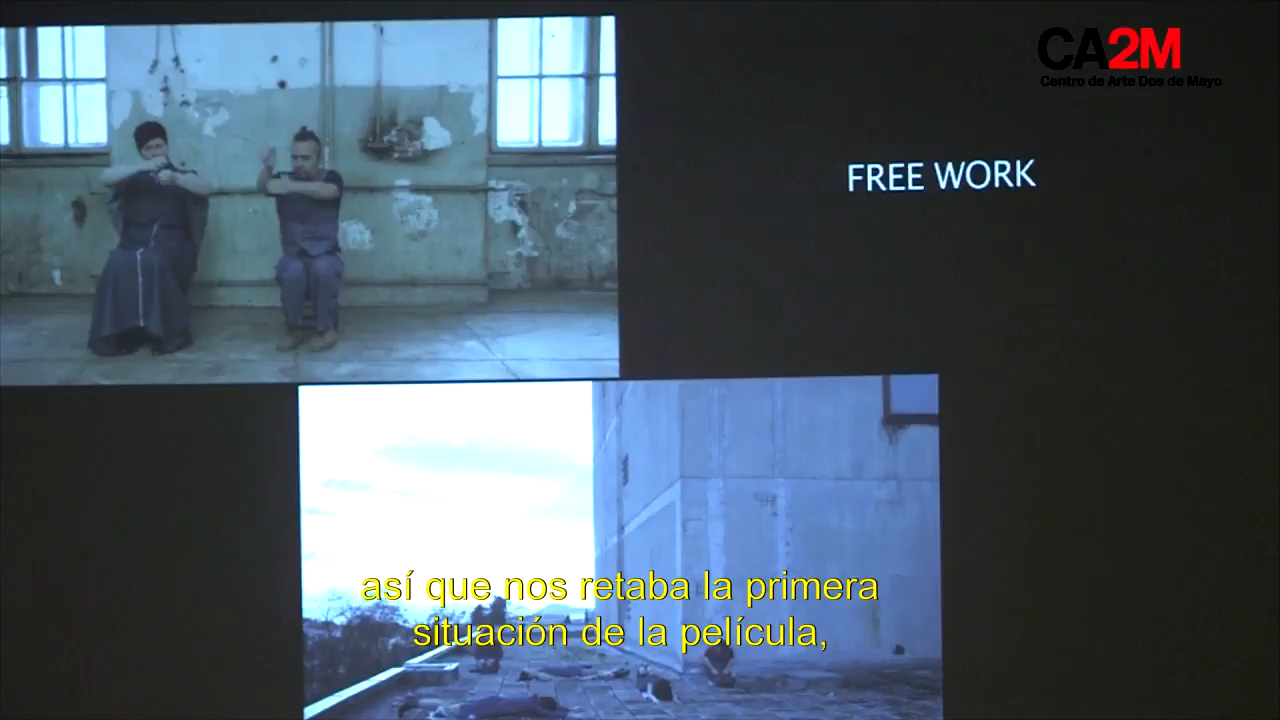 CA2M
Centro de Arte Dos de Mayo
FREE WORK
así que nos retaba la primera
situación de la película,